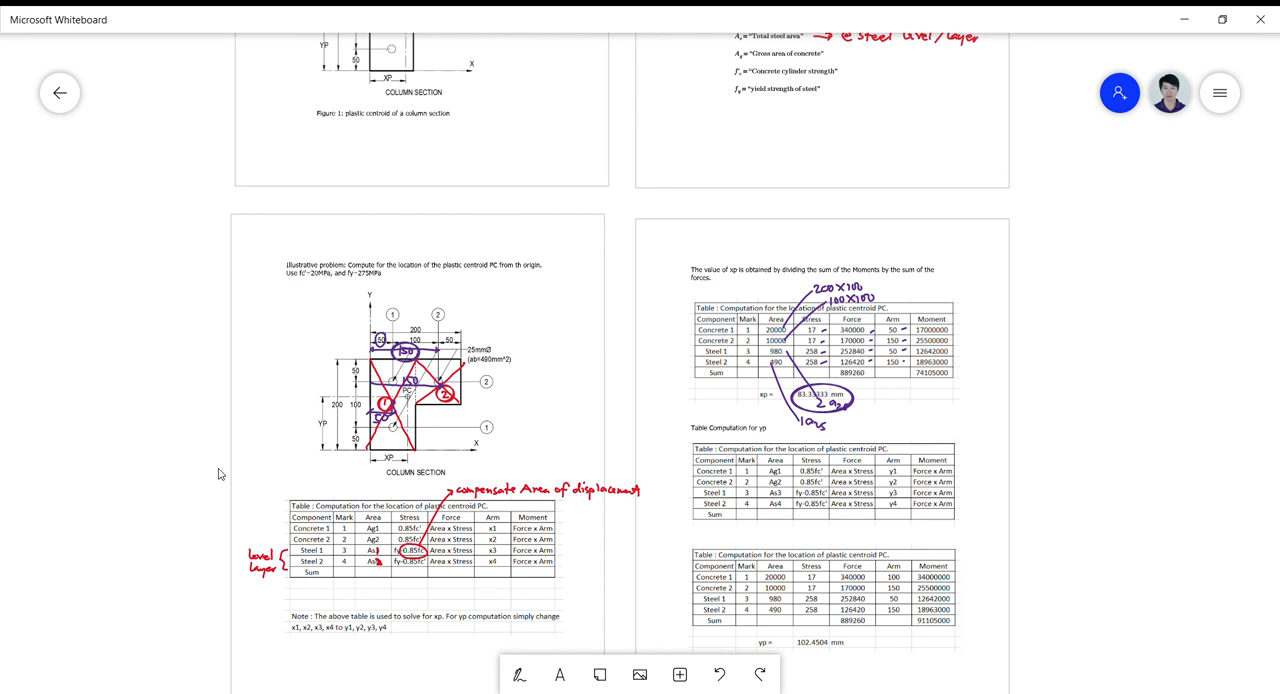 Microsoft Whiteboard
YP
50
X
XP
COLUMN SECTION
Figure 1: plastic centroid of a column section
As = "Total steel area" → @ steel level/layer
Ag = "Gross area of concrete"
f'c = "Concrete cylinder strength"
fy = "yield strength of steel"
Illustrative problem: Compute for the location of the plastic centroid PC from th origin.
Use fc'=20MPa, and fy=275MPa
Y
1 2
200
50 100 50
150
25mmØ
(ab=490mm^2)
50
150
2
PC
200 100
1 2
50
YP
1
50
X
XP
COLUMN SECTION
compensate Area of displacement
Table : Computation for the location of plastic centroid PC.
Component Mark Area Stress Force Arm Moment
Concrete 1 1 Ag1 0.85fc' Area x Stress x1 Force x Arm
Concrete 2 2 Ag2 0.85fc' Area x Stress x2 Force x Arm
Steel 1 3 As1 fy-0.85fc' Area x Stress x3 Force x Arm
Steel 2 4 As2 fy-0.85fc' Area x Stress x4 Force x Arm
Sum
level
layer
Note : The above table is used to solve for xp. For yp computation simply change
x1, x2, x3, x4 to y1, y2, y3, y4
The value of xp is obtained by dividing the sum of the Moments by the sum of the
forces.
200 X 100
100X100
Table : Computation for the location of plastic centroid PC.
Component Mark Area Stress Force Arm Moment
Concrete 1 1 20000 17 340000 50 17000000
Concrete 2 2 10000 17 170000 150 25500000
Steel 1 3 980 258 252840 50 12642000
Steel 2 4 490 258 126420 150 18963000
Sum 889260 74105000
xp = 83.33333 mm
2 a25
1 a25
Table Computation for yp
Table : Computation for the location of plastic centroid PC.
Component Mark Area Stress Force Arm Moment
Concrete 1 1 Ag1 0.85fc' Area x Stress y1 Force x Arm
Concrete 2 2 Ag2 0.85fc' Area x Stress y2 Force x Arm
Steel 1 3 As3 fy-0.85fc' Area x Stress y3 Force x Arm
Steel 2 4 As4 fy-0.85fc' Area x Stress y4 Force x Arm
Sum
Table : Computation for the location of plastic centroid PC.
Component Mark Area Stress Force Arm Moment
Concrete 1 1 20000 17 340000 100 34000000
Concrete 2 2 10000 17 170000 150 25500000
Steel 1 3 980 258 252840 50 12642000
Steel 2 4 490 258 126420 150 18963000
Sum 889260 91105000
yp = 102.4504 mm